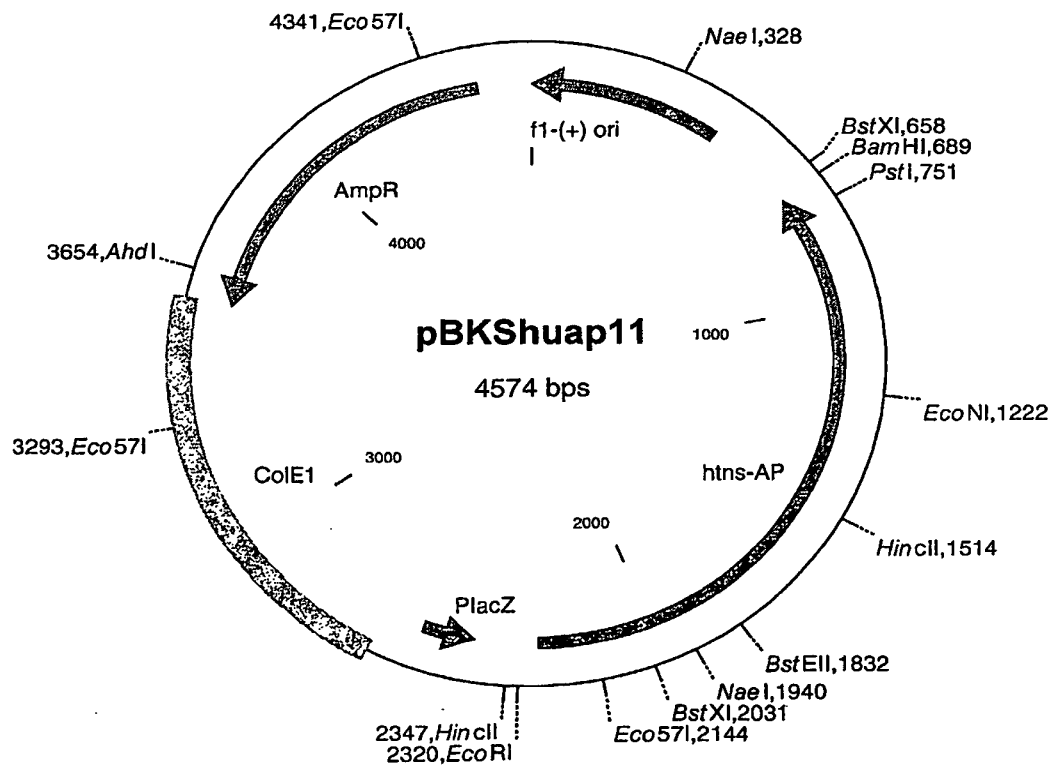 4341,Eco57I
NaeI,328
f1-(+) ori
BstXI,658
BamHI,689
PstI,751
AmpR
4000
3654,AhdI
pBKShuap11
4574 bps
1000
EcoNI,1222
3293,Eco57I
ColE1
3000
htns-AP
2000
HincII,1514
PlacZ
BstEII,1832
NaeI,1940
BstXI,2031
Eco57I,2144
2347,HincII
2320,EcoRI